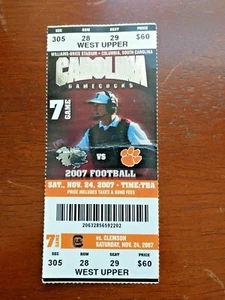 SEC ROW SEAT PRICE
305 28 29 $60
WEST UPPER
WILLIAMS-BRICE STADIUM • COLUMBIA, SOUTH CAROLINA
CAROLINA
GAMECOCKS
7
GAME
VS
2007 FOOTBALL
SAT., NOV. 24, 2007 • TIME:TBA
PRICE INCLUDES TAXES & BOND FEES
20632856592202
7
GAME
VS. CLEMSON
SATURDAY, NOV. 24, 2007
SEC ROW SEAT PRICE
305 28 29 $60
WEST UPPER